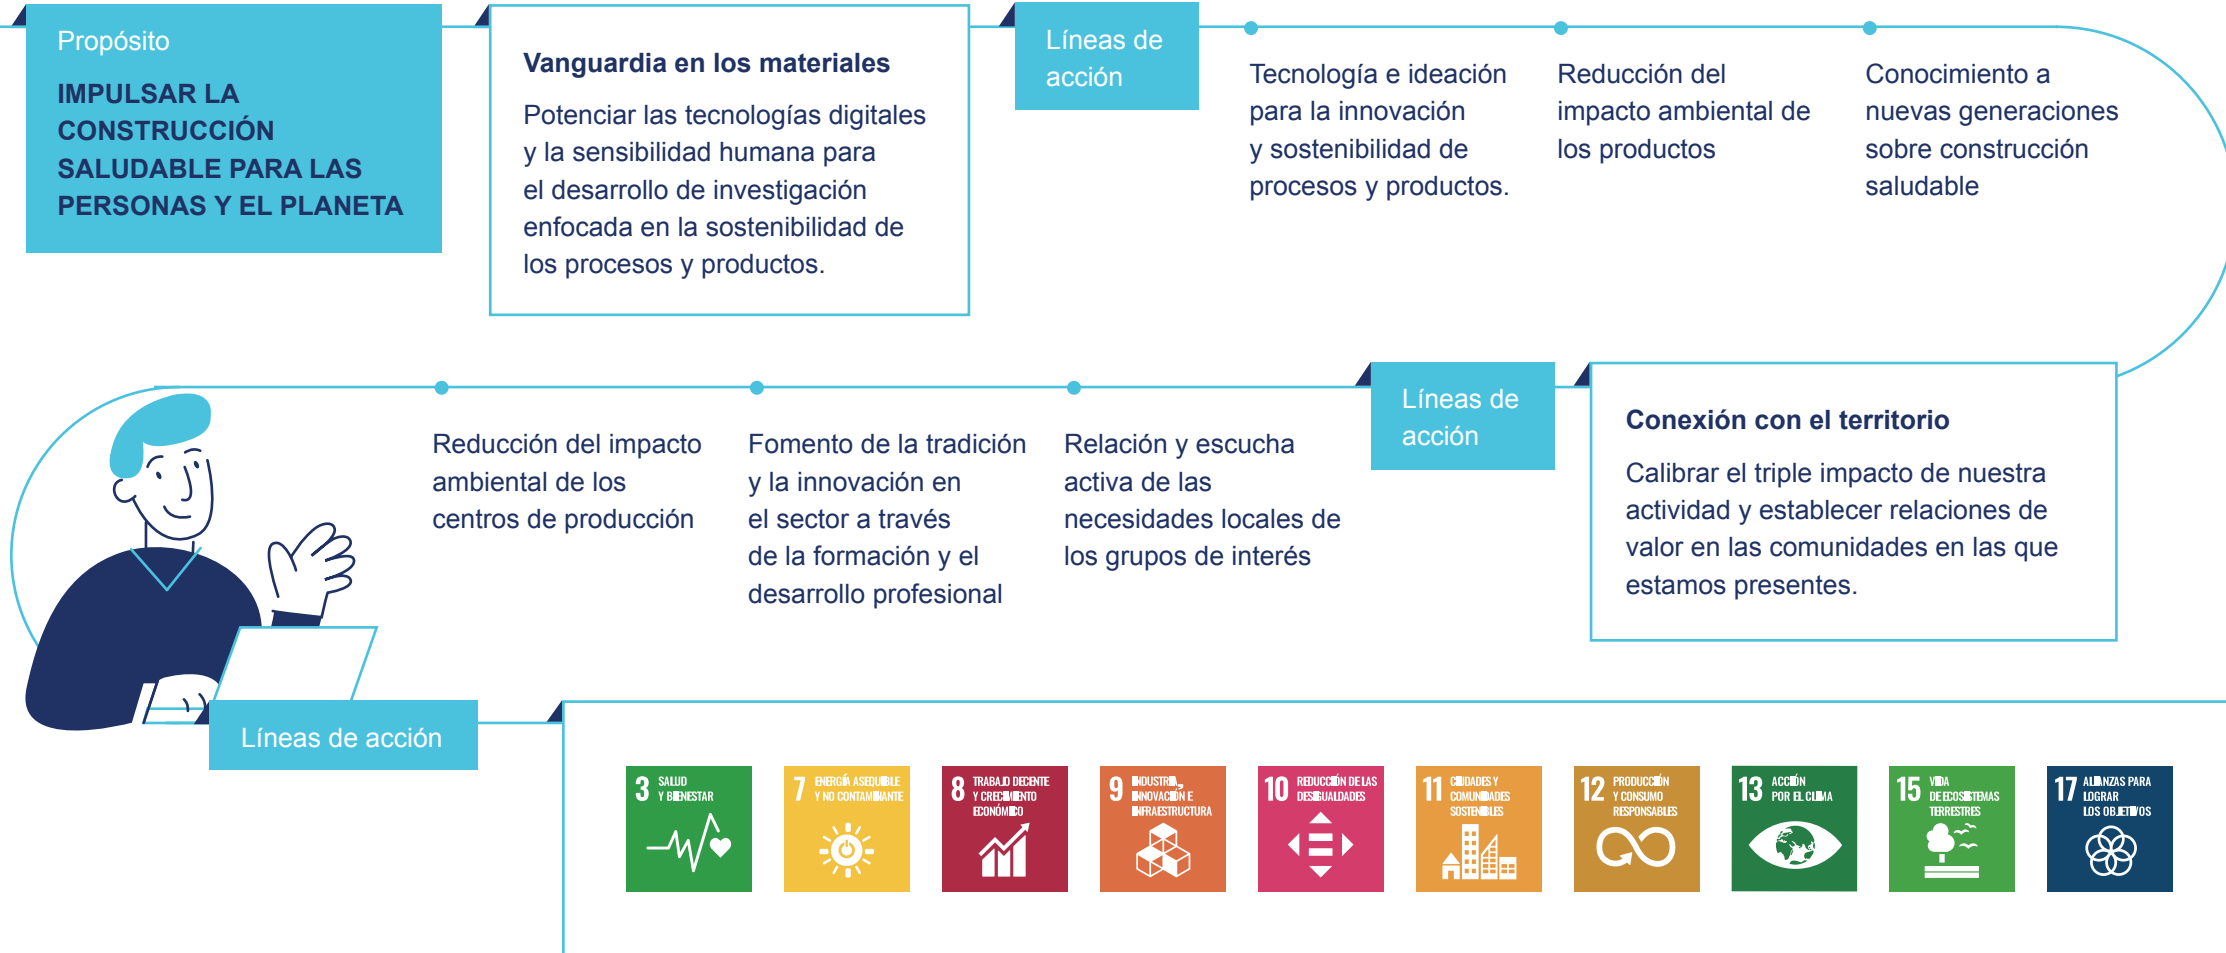 Propósito
IMPULSAR LA
CONSTRUCCIÓN
SALUDABLE PARA LAS
PERSONAS Y EL PLANETA
Vanguardia en los materiales
Potenciar las tecnologías digitales
y la sensibilidad humana para
el desarrollo de investigación
enfocada en la sostenibilidad de
los procesos y productos.
Líneas de
acción
Tecnología e ideación
para la innovación
y sostenibilidad de
procesos y productos.
Reducción del
impacto ambiental de
los productos
Conocimiento a
nuevas generaciones
sobre construcción
saludable
Conexión con el territorio
Calibrar el triple impacto de nuestra
actividad y establecer relaciones de
valor en las comunidades en las que
estamos presentes.
Líneas de
acción
Relación y escucha
activa de las
necesidades locales de
los grupos de interés
Fomento de la tradición
y la innovación en
el sector a través
de la formación y el
desarrollo profesional
Reducción del impacto
ambiental de los
centros de producción
Líneas de acción
3 SALUD
Y BIENESTAR
7 ENERGÍA ASEQUIBLE
Y NO CONTAMINANTE
8 TRABAJO DECENTE
Y CRECIMIENTO
ECONÓMICO
9 INDUSTRIA,
INNOVACIÓN E
INFRAESTRUCTURA
10 REDUCCIÓN DE LAS
DESIGUALDADES
11 CIUDADES Y
COMUNIDADES
SOSTENIBLES
12 PRODUCCIÓN
Y CONSUMO
RESPONSABLES
13 ACCIÓN
POR EL CLIMA
15 VIDA
DE ECOSISTEMAS
TERRESTRES
17 ALIANZAS PARA
LOGRAR
LOS OBJETIVOS